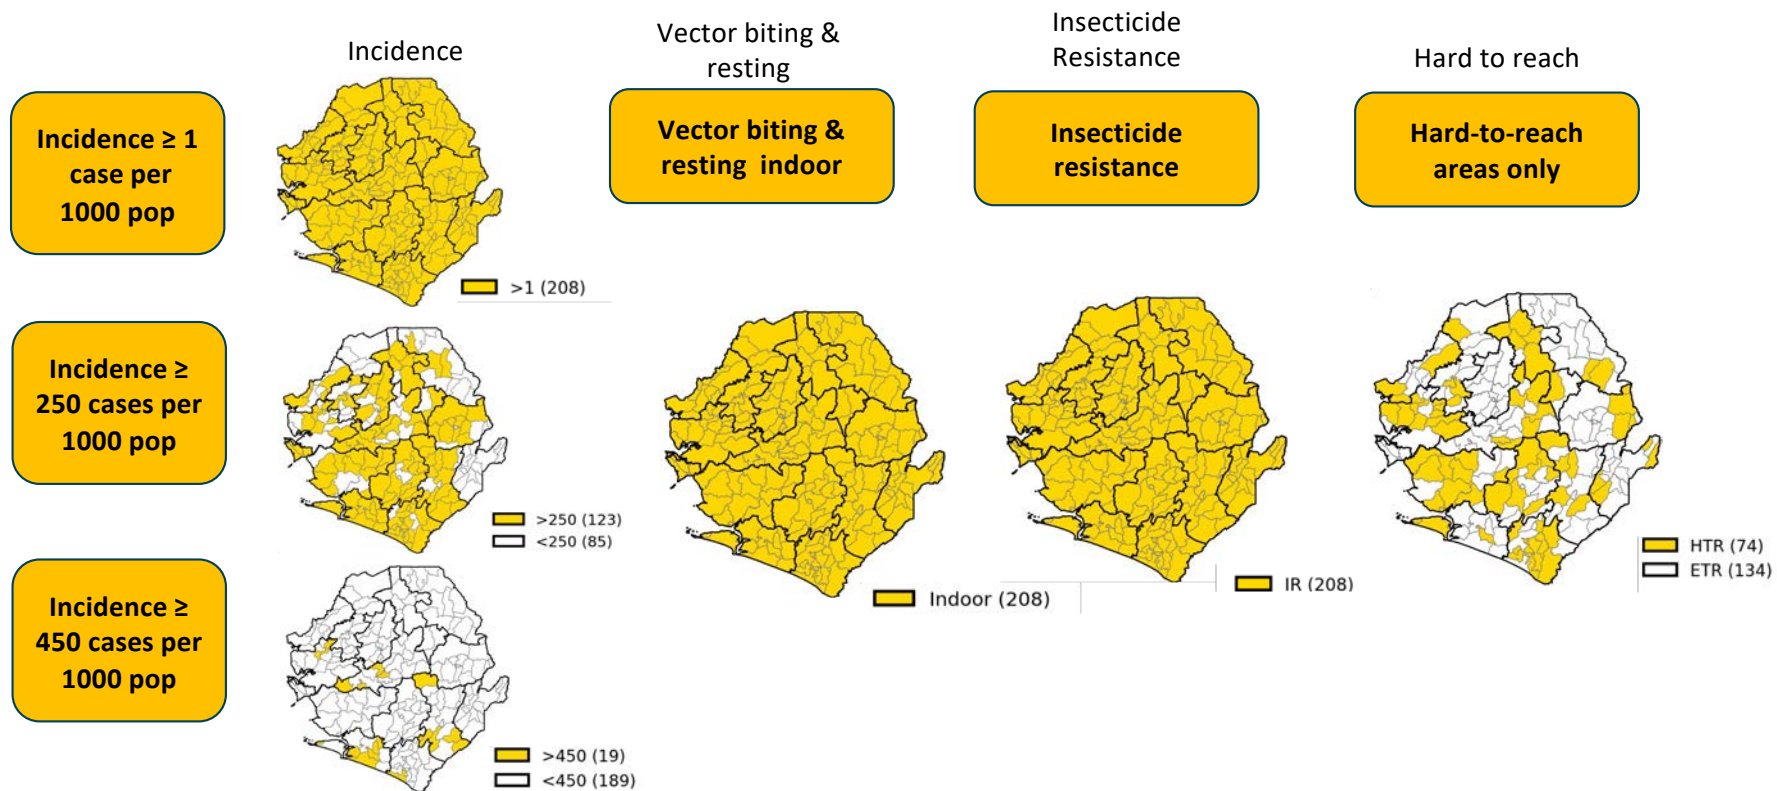 Incidence
Vector biting &
resting
Insecticide
Resistance
Hard to reach
Incidence ≥ 1
case per
1000 pop
Vector biting &
resting  indoor
Insecticide
resistance
Hard-to-reach
areas only
>1 (208)
Incidence ≥
250 cases per
1000 pop
>250 (123)
<250 (85)
Indoor (208)
IR (208)
HTR (74)
ETR (134)
Incidence ≥
450 cases per
1000 pop
>450 (19)
<450 (189)